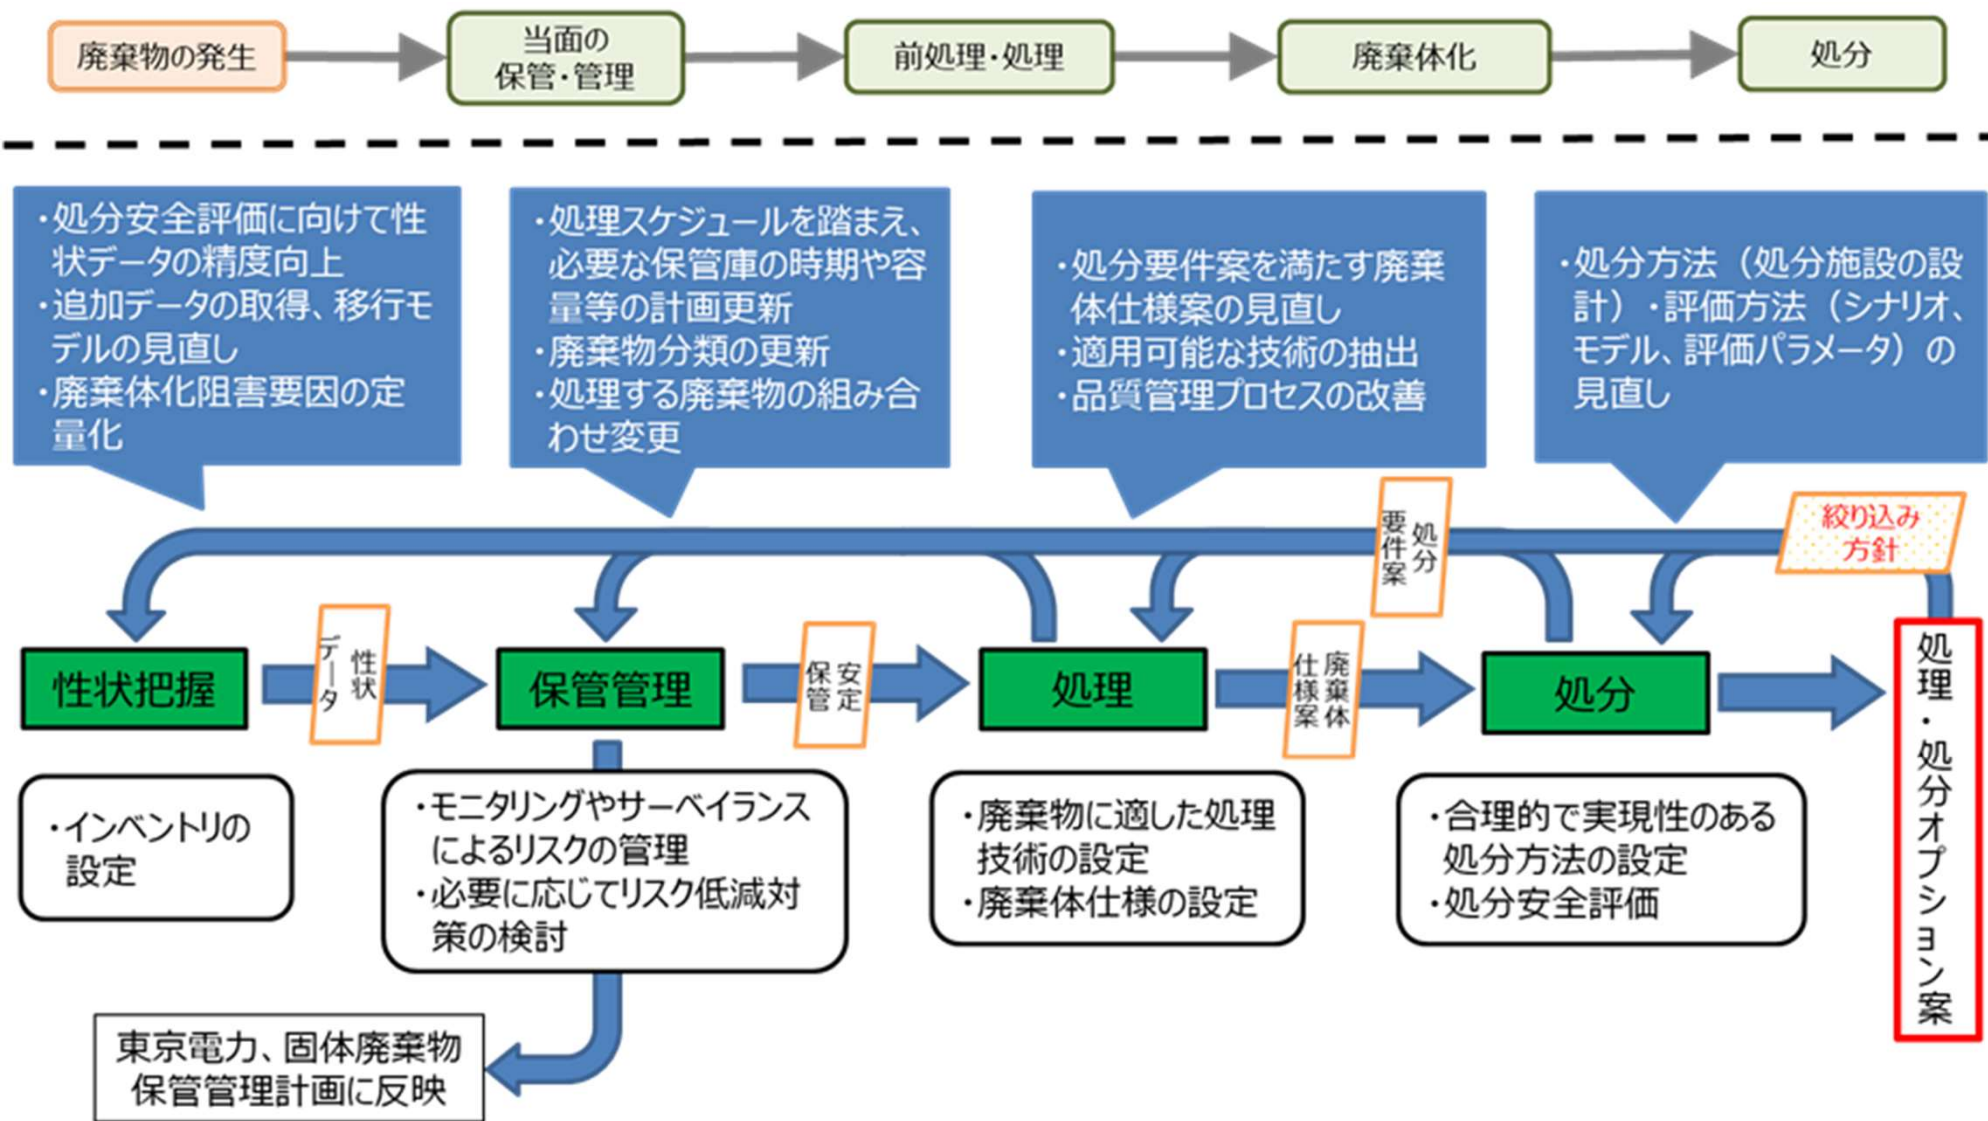 廃棄物の発生
当面の
保管・管理
前処理・処理
廃棄体化
処分
・処分安全評価に向けて性
状データの精度向上
・追加データの取得、移行モ
デルの見直し
・廃棄体化阻害要因の定
量化
・処理スケジュールを踏まえ、
必要な保管庫の時期や容
量等の計画更新
・廃棄物分類の更新
・処理する廃棄物の組み合
わせ変更
・処分要件案を満たす廃棄
体仕様案の見直し
・適用可能な技術の抽出
・品質管理プロセスの改善
・処分方法（処分施設の設
計）・評価方法（シナリオ、
モデル、評価パラメータ）の
見直し
処分
要件案
絞り込み
方針
性状把握
性状
データ
保管管理
安定
保管
処理
廃棄体
仕様案
処分
処理・処分オプション案
・インベントリの
設定
・モニタリングやサーベイランス
によるリスクの管理
・必要に応じてリスク低減対
策の検討
・廃棄物に適した処理
技術の設定
・廃棄体仕様の設定
・合理的で実現性のある
処分方法の設定
・処分安全評価
東京電力、固体廃棄物
保管管理計画に反映